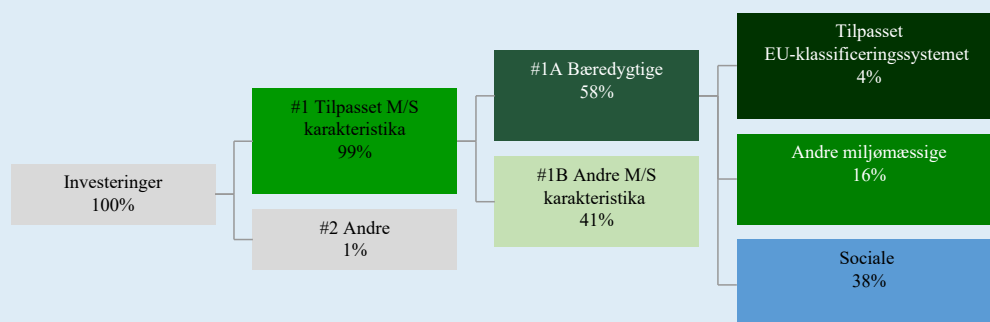 Investeringer
100%
#1 Tilpasset M/S
karakteristika
99%
#2 Andre
1%
#1A Bæredygtige
58%
#1B Andre M/S
karakteristika
41%
Tilpasset
EU-klassificeringssystemet
4%
Andre miljømæssige
16%
Sociale
38%